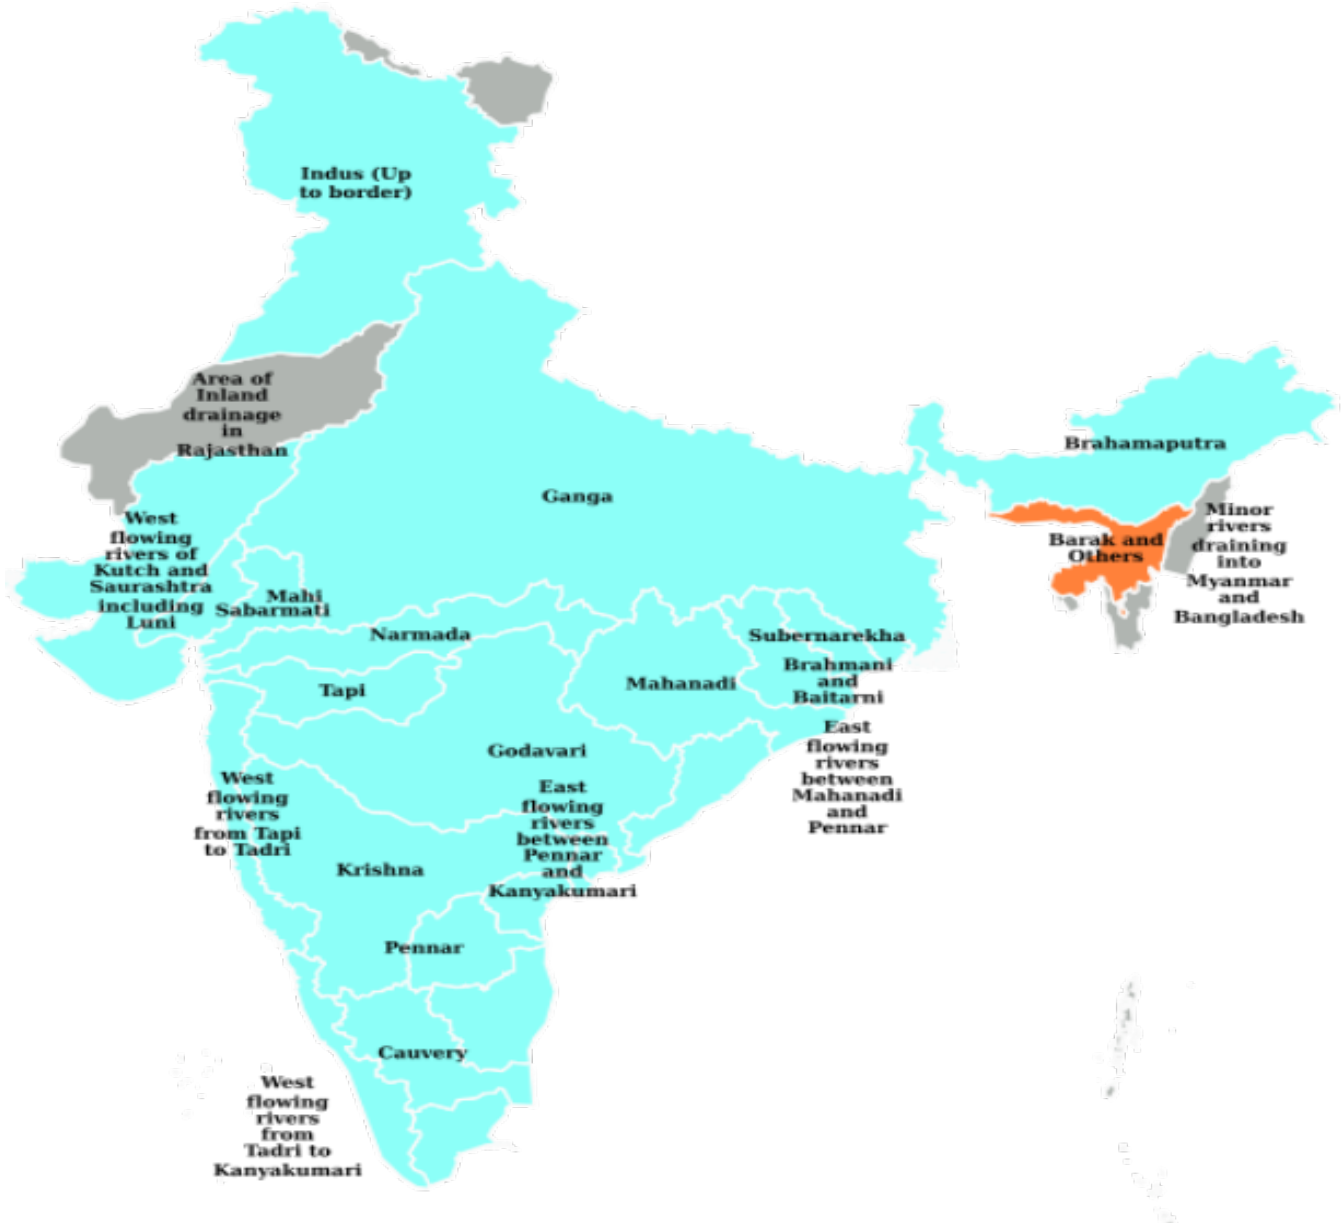 Indus (Up
to border)
Area of
Inland
drainage
in
Rajasthan
Brahamaputra
Ganga
West
flowing
rivers of
Kutch and
Saurashtra
including
Luni
Minor
rivers
draining
into
Myanmar
and
Bangladesh
Barak and
Others
Mahi
Sabarmati
Narmada
Subernarekha
Tapi
Mahanadi
Brahmani
and
Baitarni
Godavari
East
flowing
rivers
between
Mahanadi
and
Pennar
West
flowing
rivers
from Tapi
to Tadri
East
flowing
rivers
between
Pennar
and
Kanyakumari
Krishna
Pennar
Cauvery
West
flowing
rivers
from
Tadri to
Kanyakumari